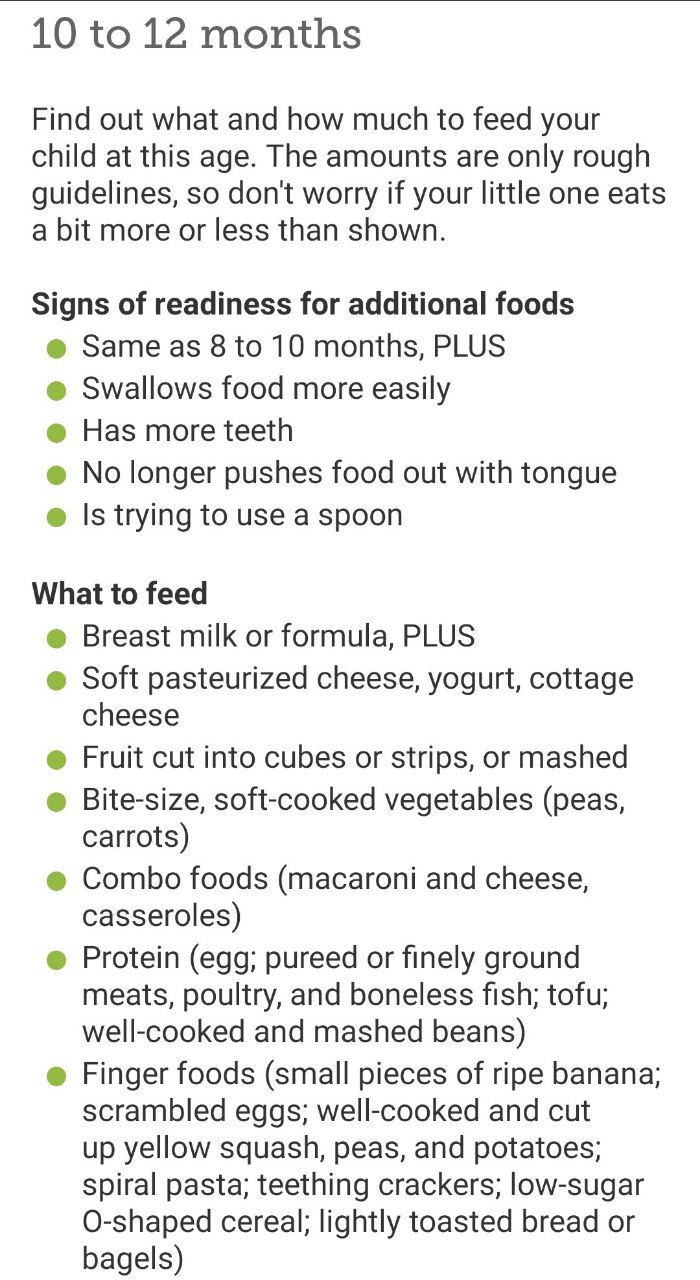 10 to 12 months
Find out what and how much to feed your
child at this age. The amounts are only rough
guidelines, so don't worry if your little one eats
a bit more or less than shown.
Signs of readiness for additional foods
Same as 8 to 10 months, PLUS
Swallows food more easily
Has more teeth
No longer pushes food out with tongue
Is trying to use a spoon
What to feed
Breast milk or formula, PLUS
Soft pasteurized cheese, yogurt, cottage
cheese
Fruit cut into cubes or strips, or mashed
Bite-size, soft-cooked vegetables (peas,
carrots)
Combo foods (macaroni and cheese,
casseroles)
Protein (egg; pureed or finely ground
meats, poultry, and boneless fish; tofu;
well-cooked and mashed beans)
Finger foods (small pieces of ripe banana;
scrambled eggs; well-cooked and cut
up yellow squash, peas, and potatoes;
spiral pasta; teething crackers; low-sugar
O-shaped cereal; lightly toasted bread or
bagels)